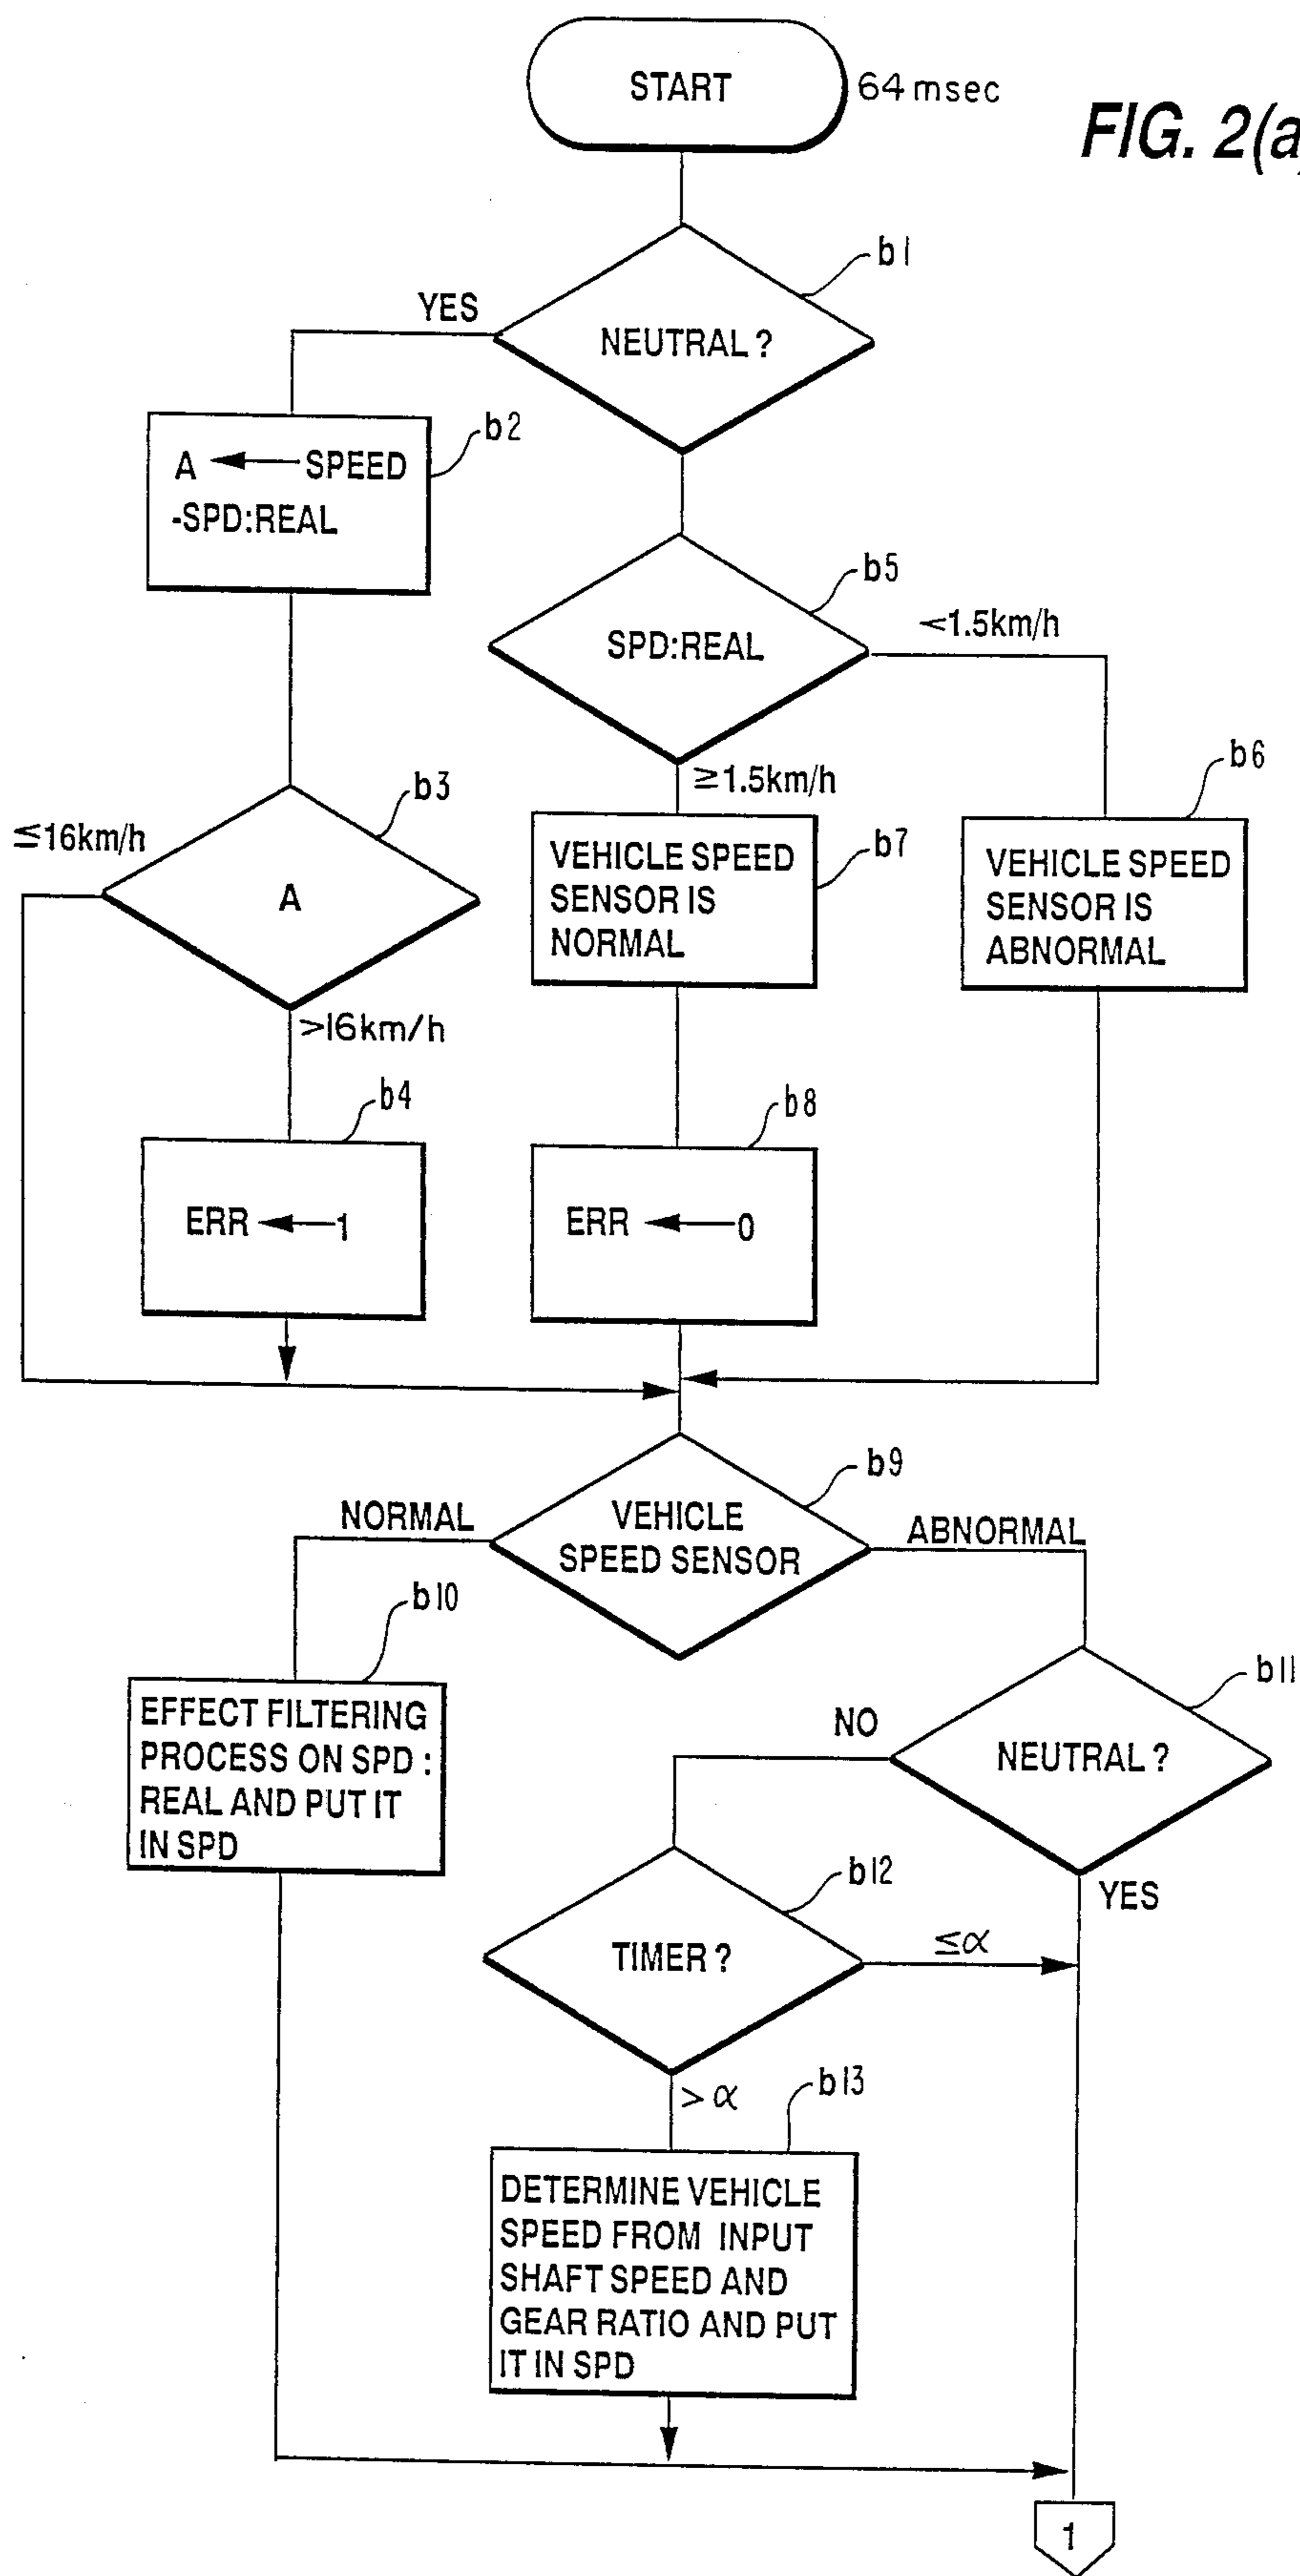 START
64 msec
FIG. 2(a)
b1
YES
NEUTRAL ?
b2
A ← SPEED
-SPD:REAL
b5
SPD:REAL
<1.5km/h
b6
≥1.5km/h
b3
≦16km/h
A
b7
VEHICLE SPEED
SENSOR IS
NORMAL
VEHICLE SPEED
SENSOR IS
ABNORMAL
>16km/h
b4
b8
ERR ← 1
ERR ← 0
b9
NORMAL
VEHICLE
SPEED SENSOR
ABNORMAL
b10
EFFECT FILTERING
PROCESS ON SPD :
REAL AND PUT IT
IN SPD
b11
NO
NEUTRAL ?
YES
b12
TIMER ?
≤α
>α
b13
DETERMINE VEHICLE
SPEED FROM INPUT
SHAFT SPEED AND
GEAR RATIO AND PUT
IT IN SPD
1